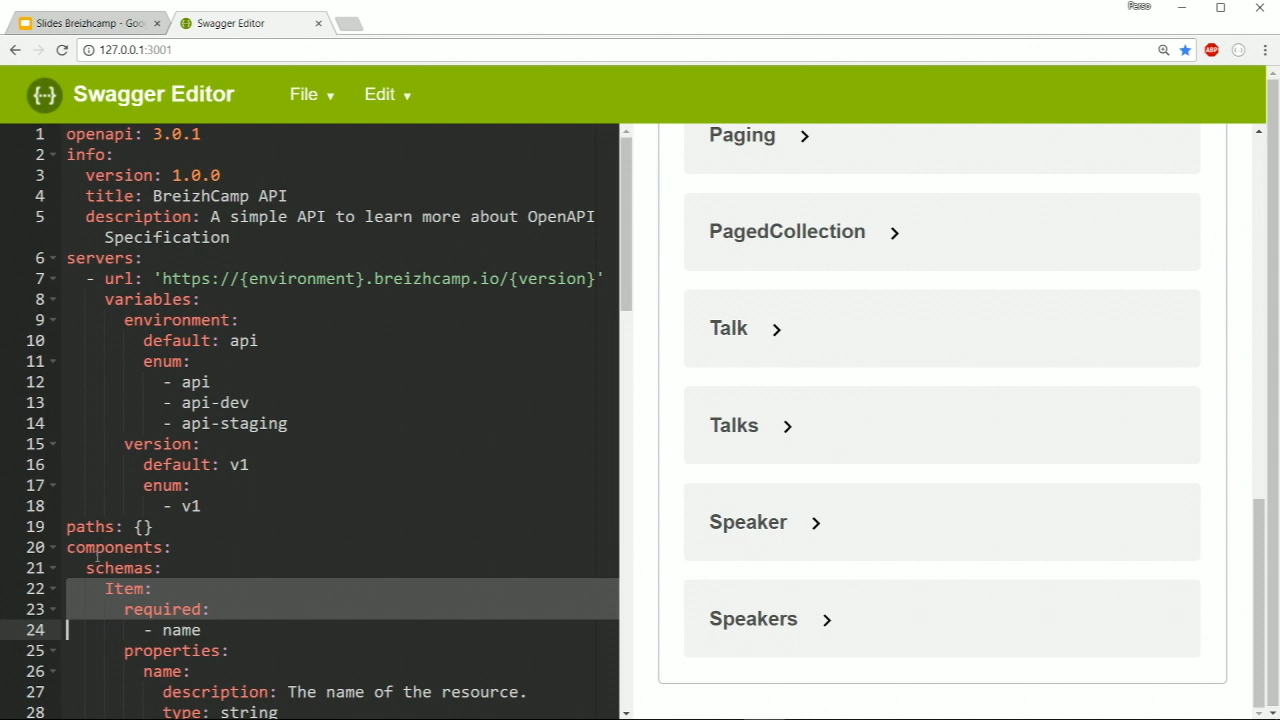 Slides Breizhcamp - Goo
Swagger Editor
Parso
127.0.0.1:3001
ABP
Swagger Editor
File
Edit
1 openapi: 3.0.1
2 info:
3 version: 1.0.0
4 title: BreizhCamp API
5 description: A simple API to learn more about OpenAPI
Specification
6 servers:
7 - url: 'https://{environment}.breizhcamp.io/{version}'
8 variables:
9 environment:
10 default: api
11 enum:
12 - api
13 - api-dev
14 - api-staging
15 version:
16 default: v1
17 enum:
18 - v1
19 paths: {}
20 components:
21 schemas:
22 Item:
23 required:
24 - name
25 properties:
26 name:
27 description: The name of the resource.
28 type: string
Paging
PagedCollection
Talk
Talks
Speaker
Speakers